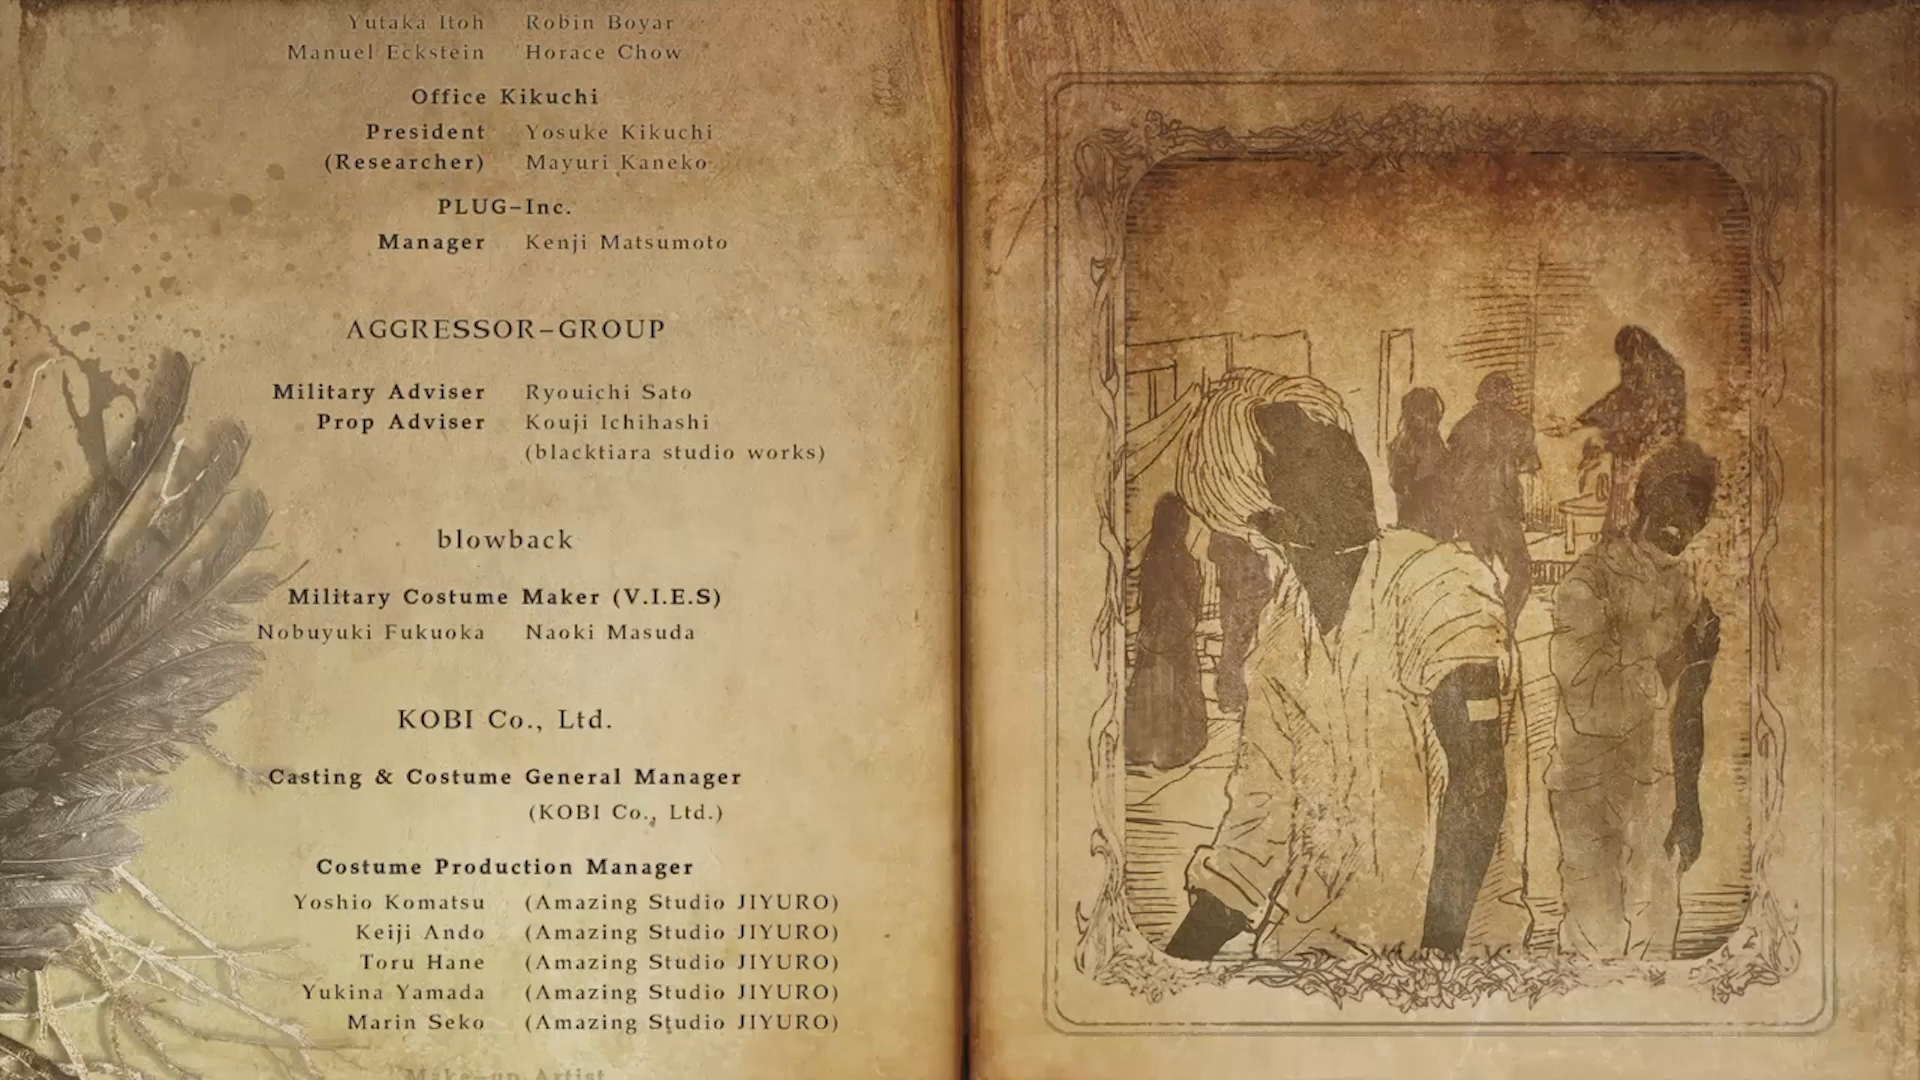 Yutaka Itoh Robin Boyar
Manuel Eckstein Horace Chow
Office Kikuchi
President Yosuke Kikuchi
(Researcher) Mayuri Kaneko
PLUG-Inc.
Manager Kenji Matsumoto
AGGRESSOR-GROUP
Military Adviser Ryouichi Sato
Prop Adviser Kouji Ichihashi
(blacktiara studio works)
blowback
Military Costume Maker (V.I.E.S)
Nobuyuki Fukuoka Naoki Masuda
KOBI Co., Ltd.
Casting & Costume General Manager
(KOBI Co., Ltd.)
Costume Production Manager
Yoshio Komatsu (Amazing Studio JIYURO)
Keiji Ando (Amazing Studio JIYURO)
Toru Hane (Amazing Studio JIYURO)
Yukina Yamada (Amazing Studio JIYURO)
Marin Seko (Amazing Studio JIYURO)
Make-up Artist